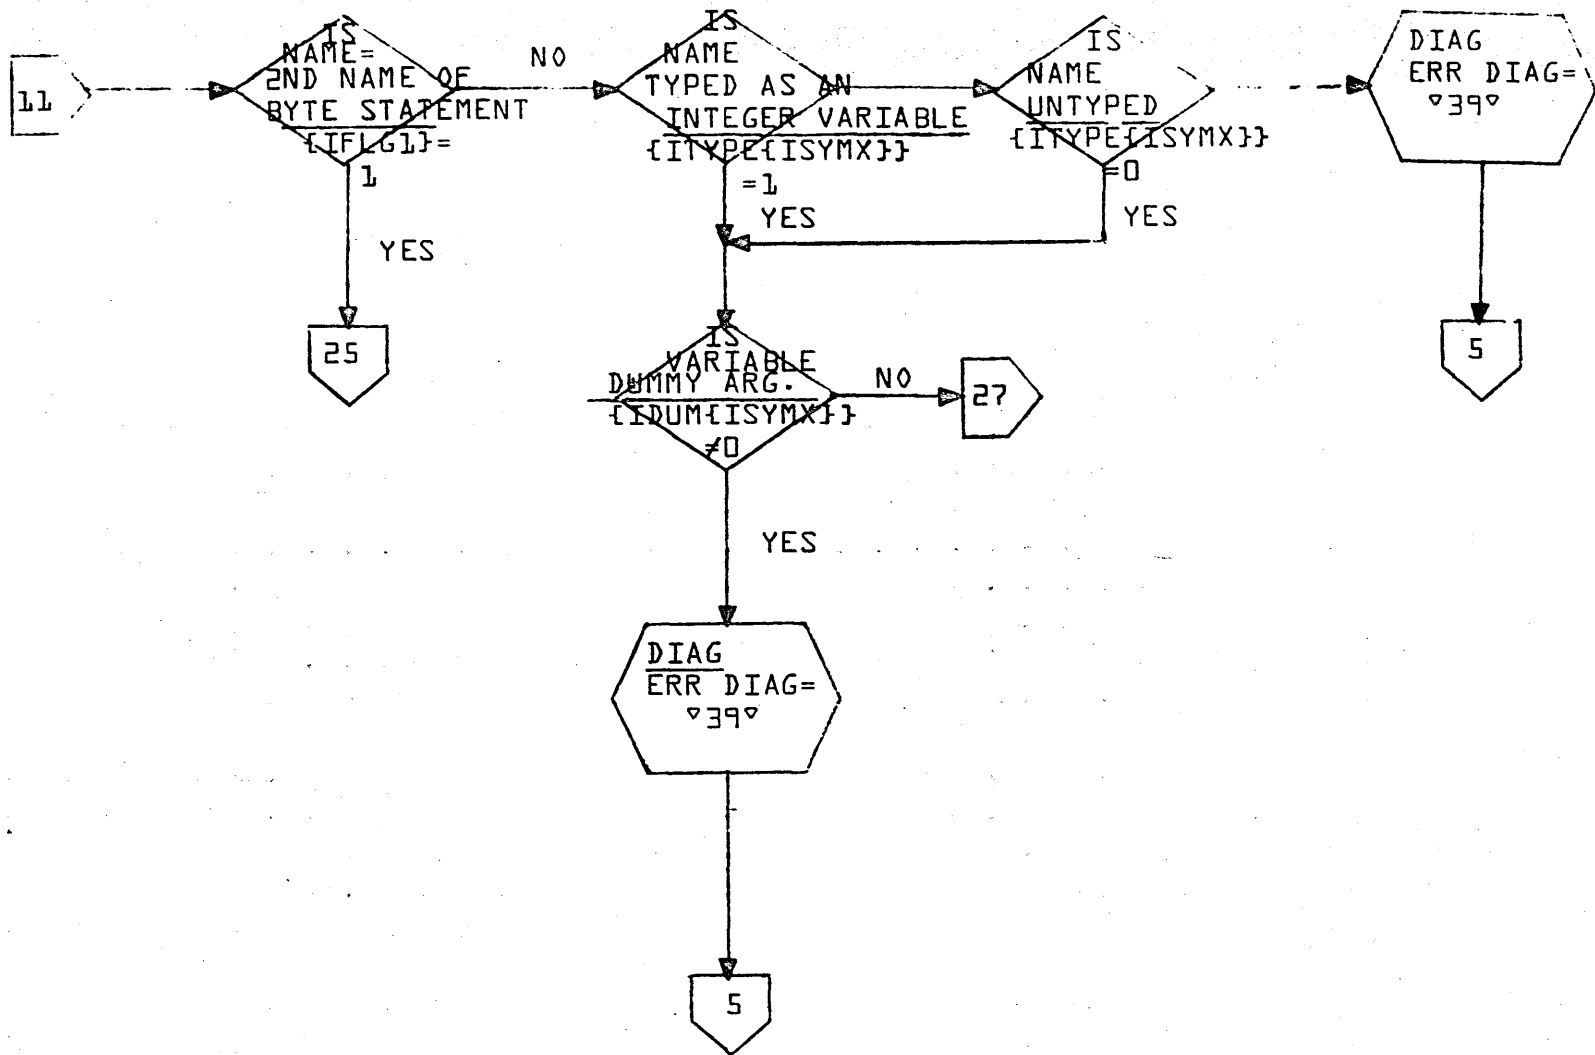 11
IS
NAME=
2ND NAME OF
BYTE STATEMENT
{IFLG1}=
1
NO
YES
25
IS
NAME
TYPED AS AN
INTEGER VARIABLE
{ITYPE{ISYMX}}
=1
YES
IS
NAME
UNTYPED
{ITYPE{ISYMX}}
=0
YES
DIAG
ERR DIAG=
▿39▿
5
IS
VARIABLE
DUMMY ARG.
{IDUM{ISYMX}}
≠0
NO
27
YES
DIAG
ERR DIAG=
▿39▿
5